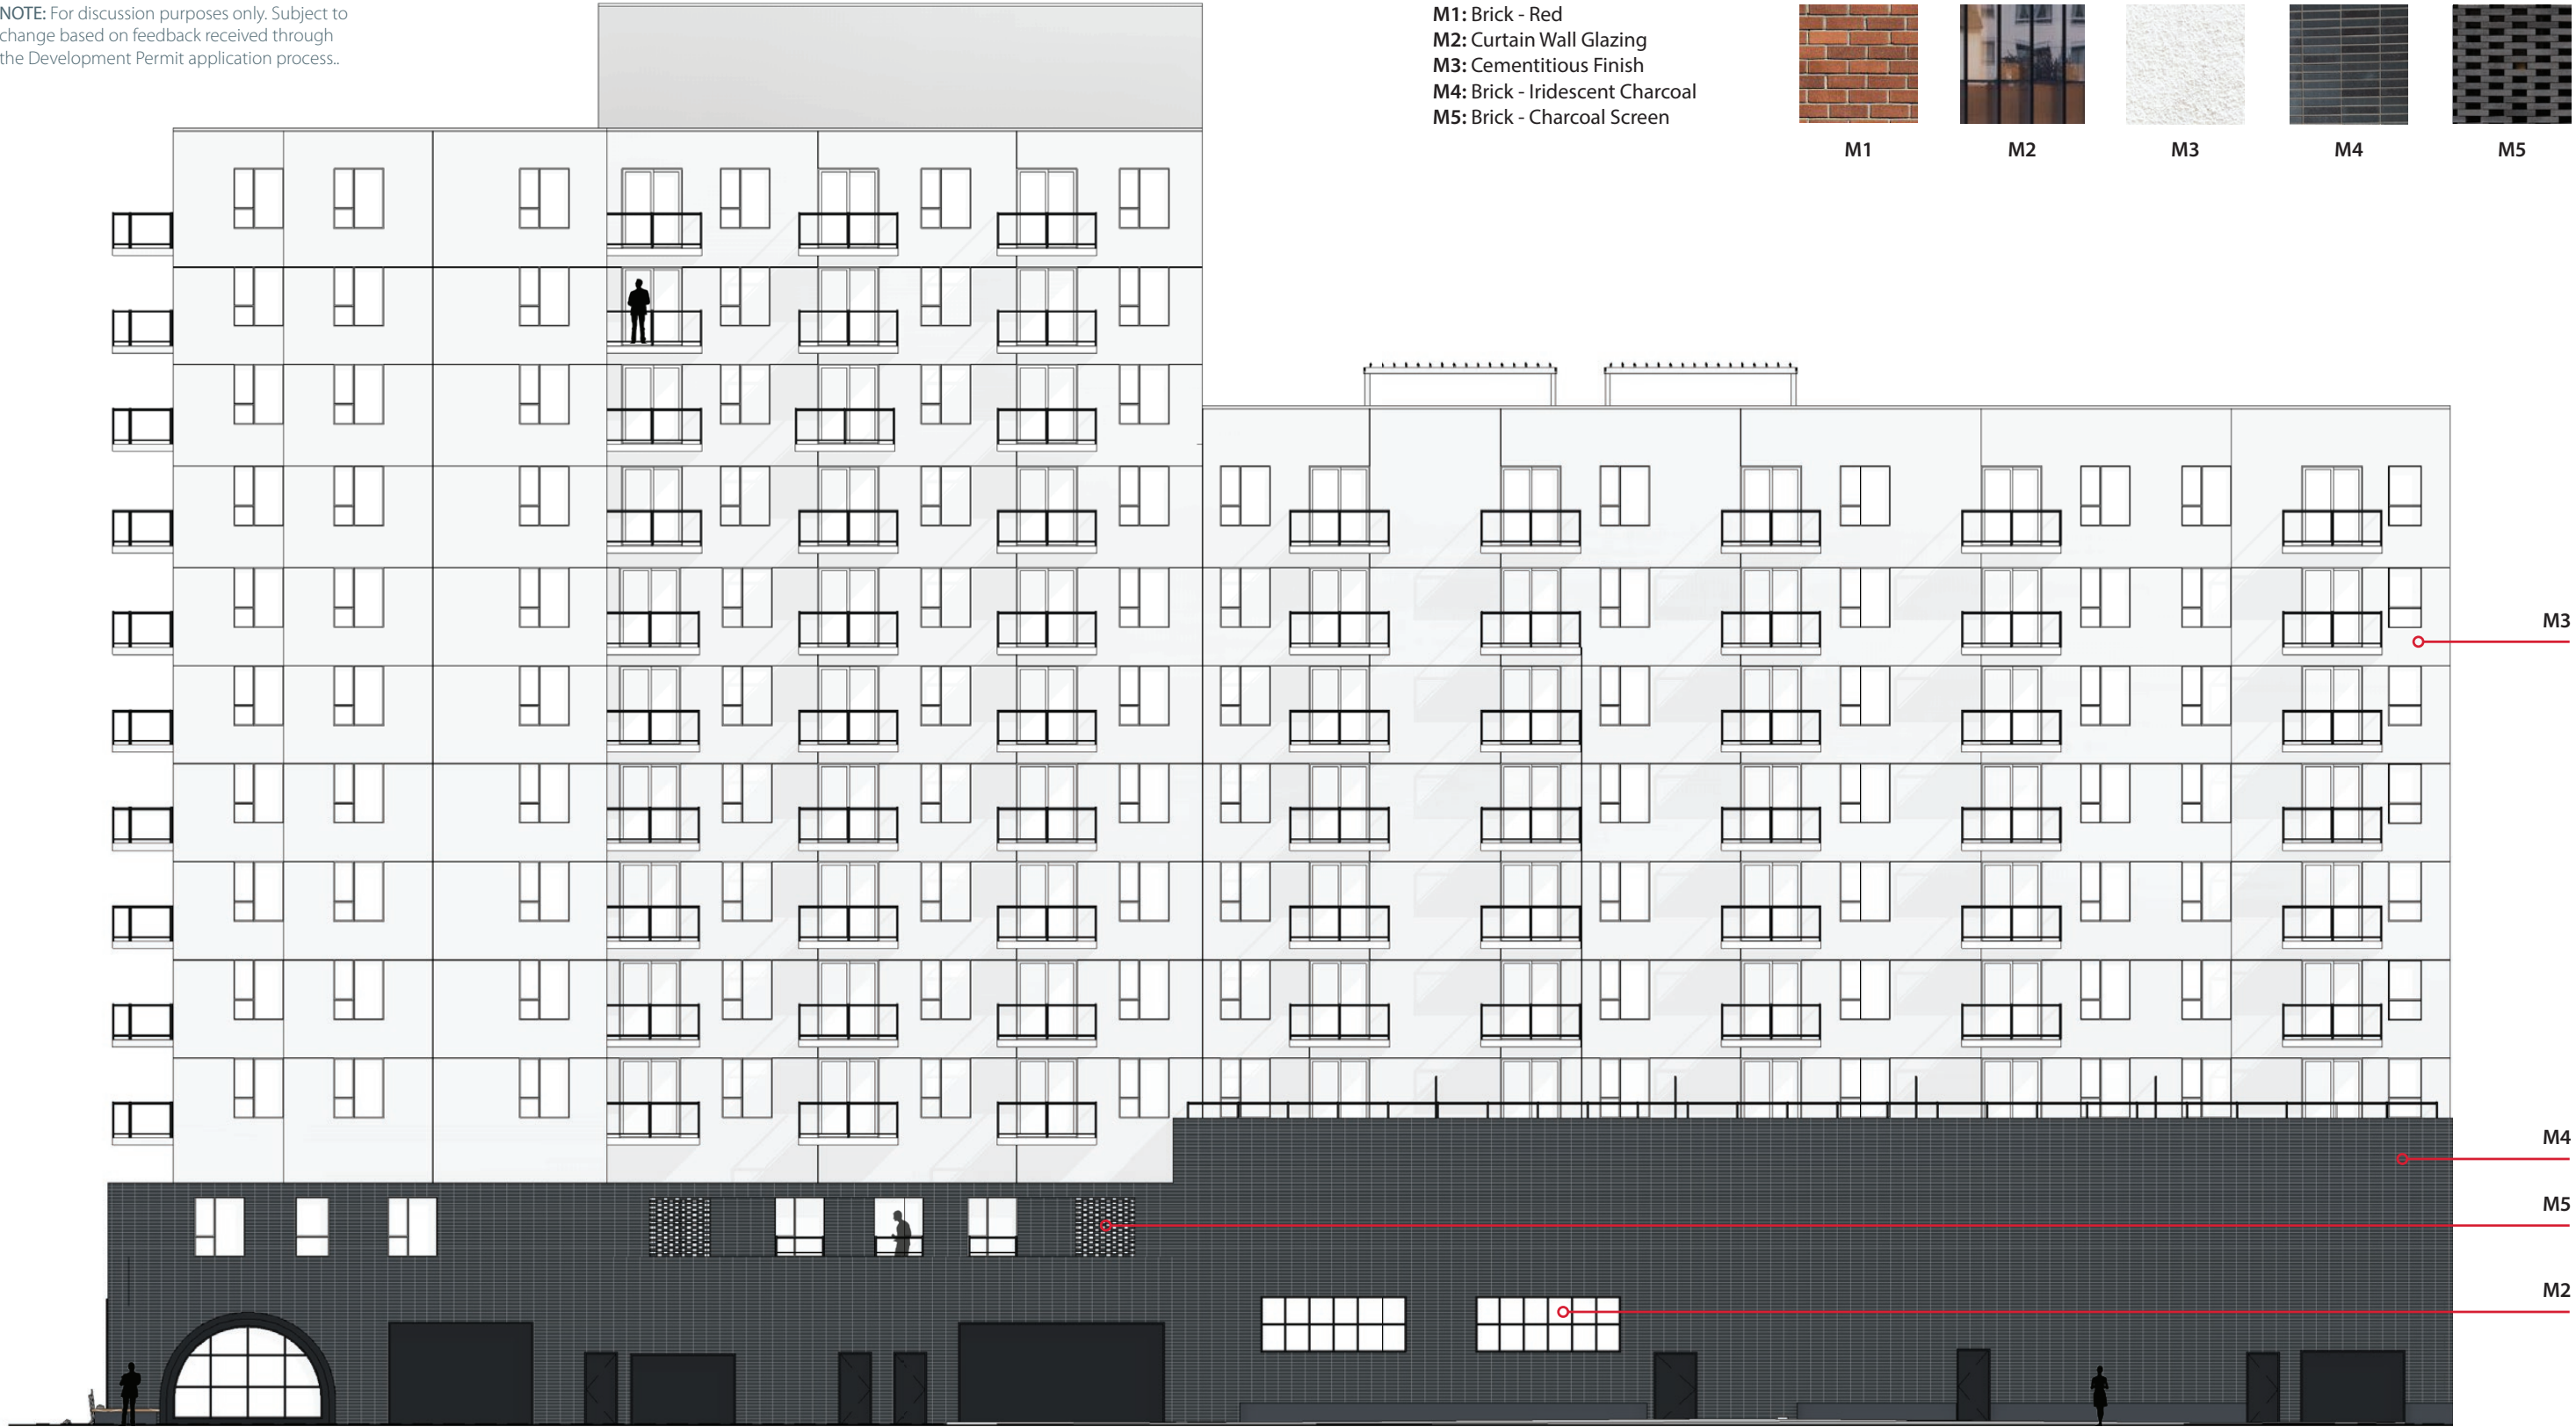 NOTE: For discussion purposes only. Subject to
change based on feedback received through
the Development Permit application process..
M1: Brick - Red
M2: Curtain Wall Glazing
M3: Cementitious Finish
M4: Brick - Iridescent Charcoal
M5: Brick - Charcoal Screen
M1 M2 M3 M4 M5
M3
M4
M5
M2